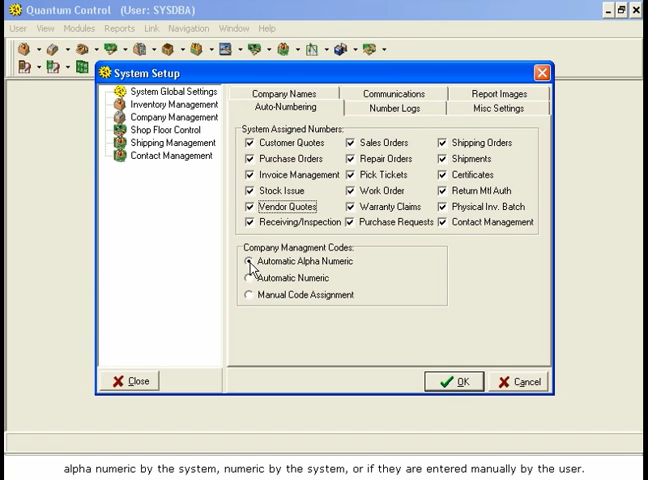 Quantum Control (User: SYSDBA)
User View Modules Reports Link Navigation Window Help
System Setup
System Global Settings
Inventory Management
Company Management
Shop Floor Control
Shipping Management
Contact Management
Company Names Communications Report Images
Auto-Numbering Number Logs Misc Settings
System Assigned Numbers:
Customer Quotes Sales Orders Shipping Orders
Purchase Orders Repair Orders Shipments
Invoice Management Pick Tickets Certificates
Stock Issue Work Order Return Mtl Auth
Vendor Quotes Warranty Claims Physical Inv. Batch
Receiving/Inspection Purchase Requests Contact Management
Company Managment Codes:
Automatic Alpha Numeric
Automatic Numeric
Manual Code Assignment
Close OK Cancel
alpha numeric by the system, numeric by the system, or if they are entered manually by the user.